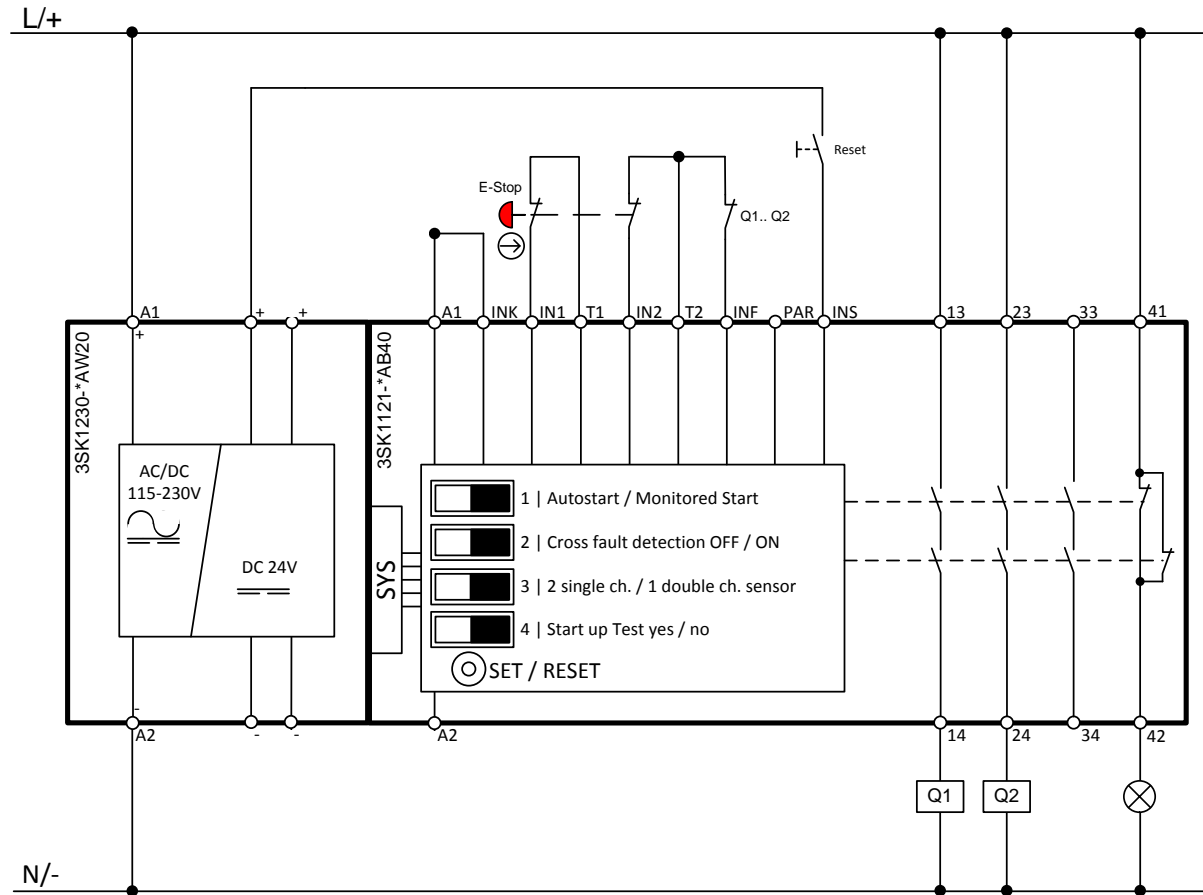 L/+
Reset
E-Stop
Q1.. Q2
A1 + + A1 INK IN1 T1 IN2 T2 INF PAR INS 13 23 33 41
+
3SK1230-*AW20
3SK1121-*AB40
AC/DC
115-230V
DC 24V
SYS
1 | Autostart / Monitored Start
2 | Cross fault detection OFF / ON
3 | 2 single ch. / 1 double ch. sensor
4 | Start up Test yes / no
SET / RESET
-
A2 - - A2 14 24 34 42
Q1 Q2
N/-